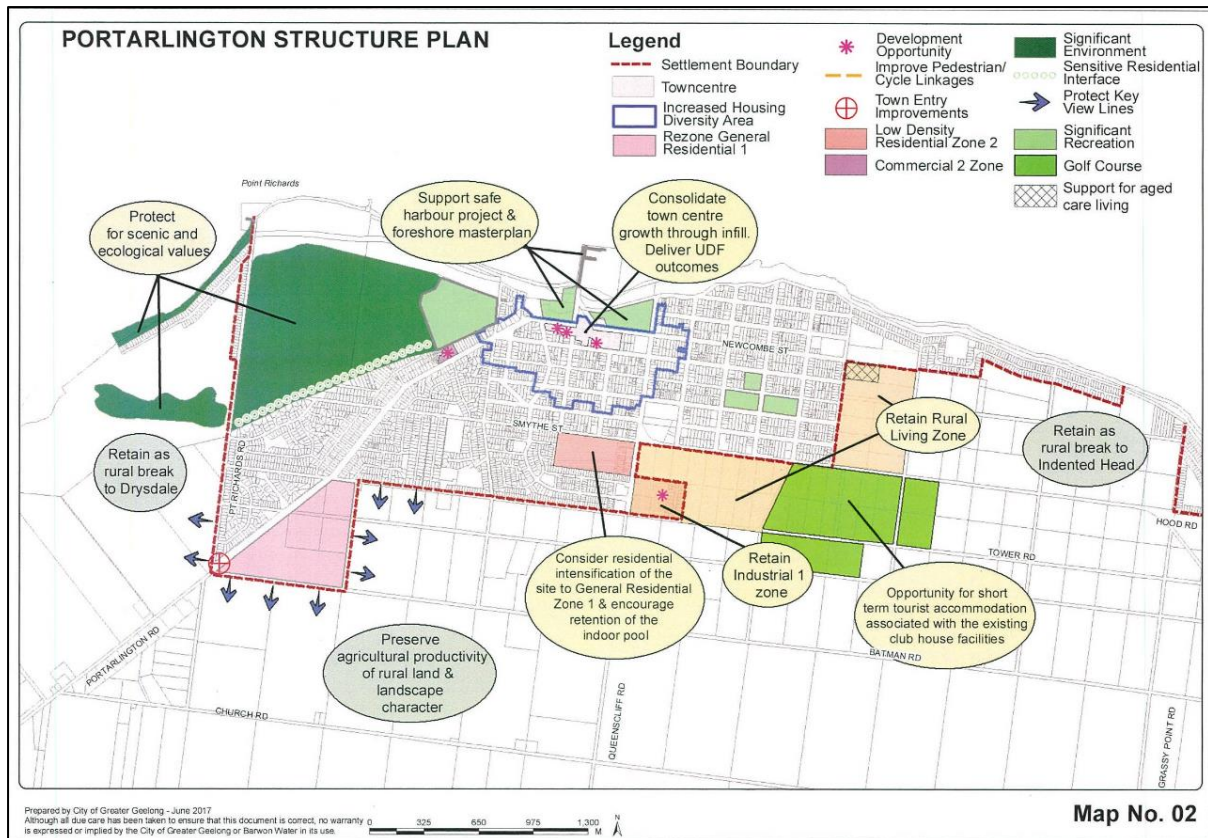 PORTARLINGTON STRUCTURE PLAN
Legend
Settlement Boundary
Towncentre
Increased Housing
Diversity Area
Rezone General
Residential 1
Development
Opportunity
Improve Pedestrian/
Cycle Linkages
Town Entry
Improvements
Low Density
Residential Zone 2
Commercial 2 Zone
Significant
Environment
Sensitive Residential
Interface
Protect Key
View Lines
Significant
Recreation
Golf Course
Support for aged
care living
Point Richards
Protect
for scenic and
ecological values
Support safe
harbour project &
foreshore masterplan
Consolidate
town centre
growth through infill.
Deliver UDF
outcomes
NEWCOMBE ST
SMYTHE ST
Retain Rural
Living Zone
Retain as
rural break to
Indented Head
Retain as
rural break
to Drysdale
PT RICHARDS RD
HOOD RD
TOWER RD
Consider residential
intensification of the
site to General Residential
Zone 1 & encourage
retention of the
indoor pool
Retain
Industrial 1
zone
Opportunity for short
term tourist accommodation
associated with the existing
club house facilities
BATMAN RD
Preserve
agricultural productivity
of rural land &
landscape
character
PORTARLINGTON RD
CHURCH RD
QUEENSCLIFF RD
GRASSY POINT RD
Prepared by City of Greater Geelong - June 2017
Although all due care has been taken to ensure that this document is correct, no warranty
is expressed or implied by the City of Greater Geelong or Barwon Water in its use.
0 325 650 975 1,300
M
N
Map No. 02